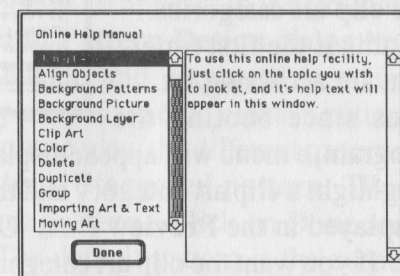 Online Help Manual
Align Objects
Background Patterns
Background Picture
Background Layer
Clip Art
Color
Delete
Duplicate
Group
Importing Art & Text
Moving Art
Done
To use this online help facility,
just click on the topic you wish
to look at, and it's help text will
appear in this window.